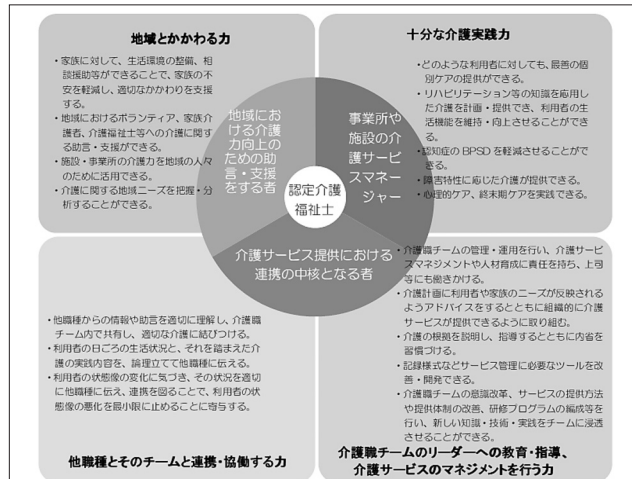 地域とかかわる力
・家族に対して、生活環境の整備、相
談援助等ができることで、家族の不
安を軽減し、適切なかかわりを支援
する。
・地域におけるボランティア、家族介
護者、介護福祉士等への介護に関す
る助言・支援ができる。
・施設・事業所の介護力を地域の人々
のために活用できる。
・介護に関する地域ニーズを把握・分
析することができる。
十分な介護実践力
・どのような利用者に対しても、最善の個
別ケアの提供ができる。
・リハビリテーション等の知識を応用し
た介護を計画・提供でき、利用者の生
活機能を維持・向上させることができ
る。
・認知症の BPSD を軽減させることがで
きる。
・障害特性に応じた介護が提供できる。
・心理的ケア、終末期ケアを実践できる。
地域にお
ける介護
力向上の
ための助
言・支援
をする者
事業所や
施設の介
護サービ
スマネー
ジャー
認定介護
福祉士
介護サービス提供における
連携の中核となる者
・他職種からの情報や助言を適切に理解し、介護職
チーム内で共有し、適切な介護に結びつける。
・利用者の日ごろの生活状況と、それを踏まえた介
護の実践内容を、論理立てて他職種に伝える。
・利用者の状態像の変化に気づき、その状況を適切
に他職種に伝え、連携を図ることで、利用者の状
態像の悪化を最小限に止めることに寄与する。
他職種とそのチームと連携・協働する力
・介護職チームの管理・運用を行い、介護サービ
スマネジメントや人材育成に責任を持ち、上司
等にも働きかける。
・介護計画に利用者や家族のニーズが反映される
ようアドバイスをするとともに組織的に介護
サービスが提供できるように取り組む。
・介護の根拠を説明し、指導するとともに内省を
習慣づける。
・記録様式などサービス管理に必要なツールを改
善・開発できる。
・介護職チームの意識改革、サービスの提供方法
や提供体制の改善、研修プログラムの編成等を
行い、新しい知識・技術・実践をチームに浸透
させることができる。
介護職チームのリーダーへの教育・指導、
介護サービスのマネジメントを行う力